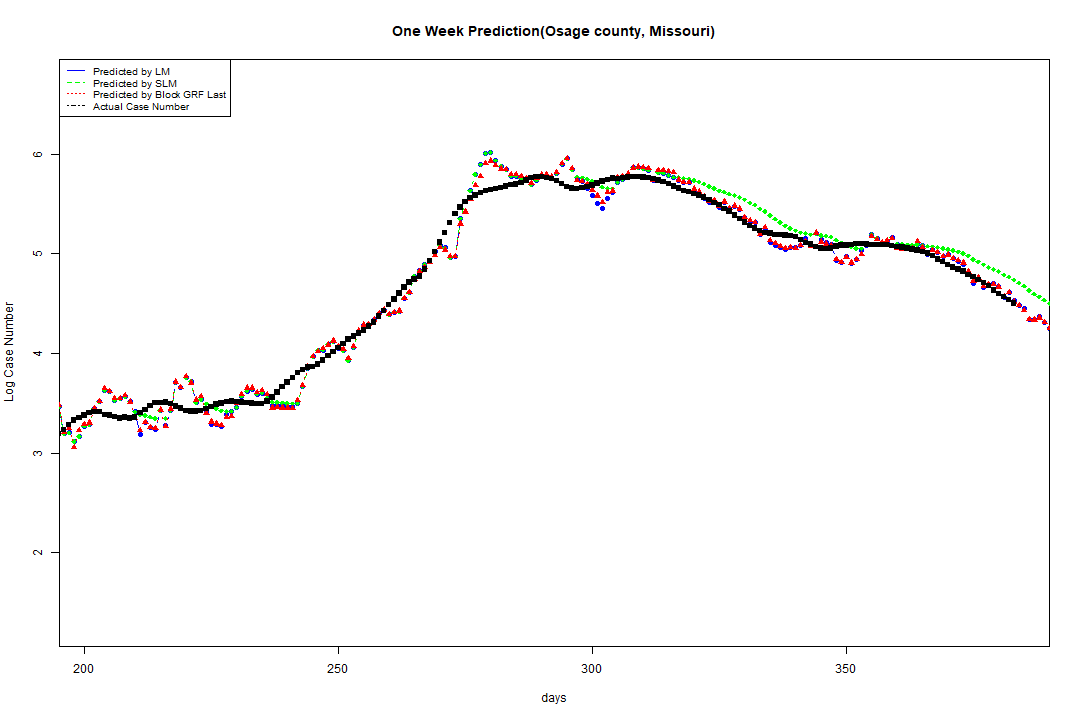 One Week Prediction(Osage county, Missouri)
Predicted by LM
Predicted by SLM
Predicted by Block GRF Last
Actual Case Number
6
5
4
3
2
Log Case Number
200 250 300 350
days